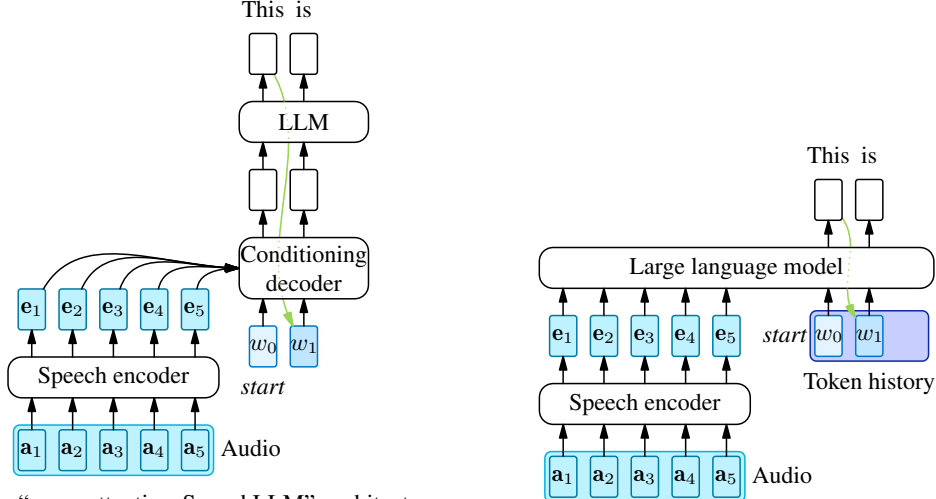 This is
LLM
Conditioning
decoder
e1 e2 e3 e4 e5
w0 w1
start
Speech encoder
a1 a2 a3 a4 a5 Audio
This is
Large language model
e1 e2 e3 e4 e5
start w0 w1
Token history
Speech encoder
a1 a2 a3 a4 a5 Audio